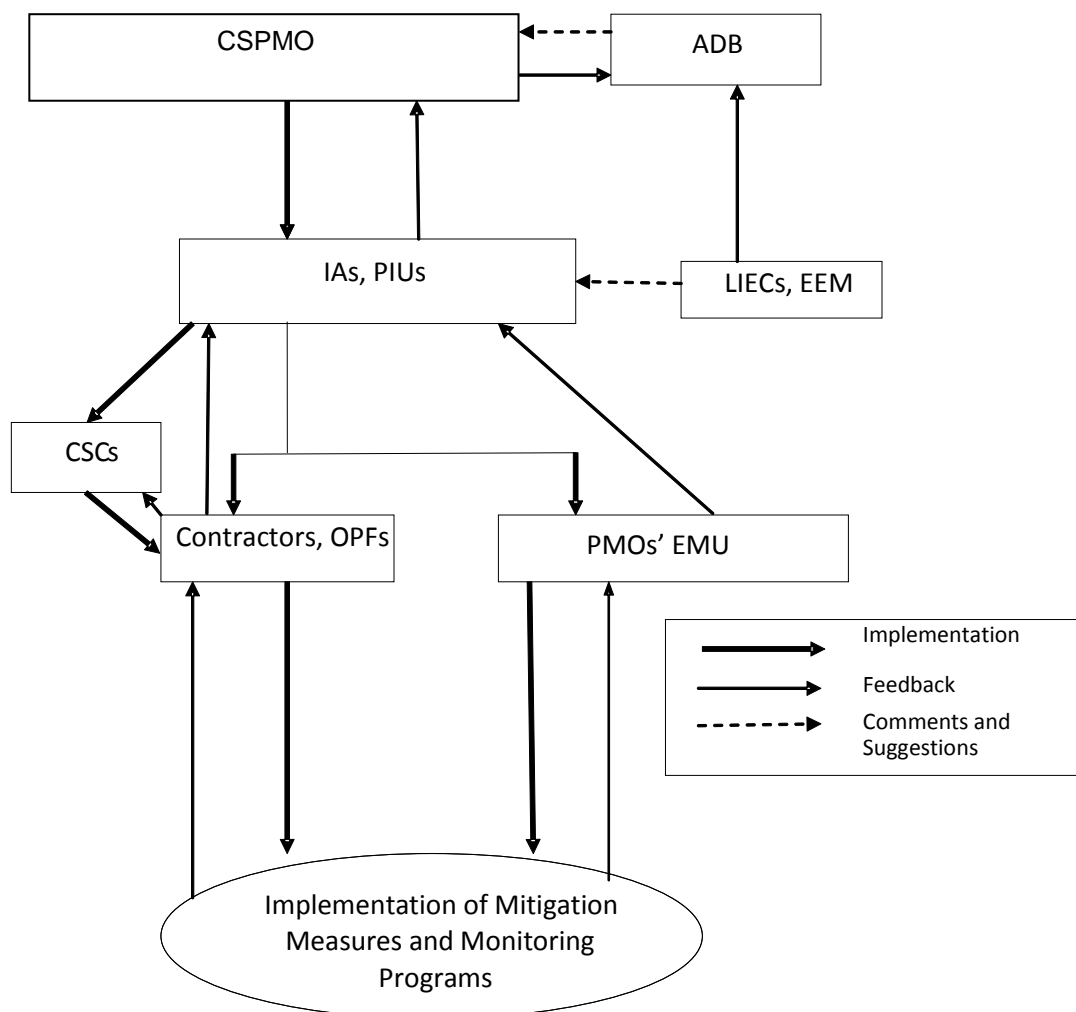 CSPMO
ADB
IAs, PIUs
LIECs, EEM
CSCs
Contractors, OPFs
PMOs’ EMU
Implementation
Feedback
Comments and
Suggestions
Implementation of Mitigation
Measures and Monitoring
Programs